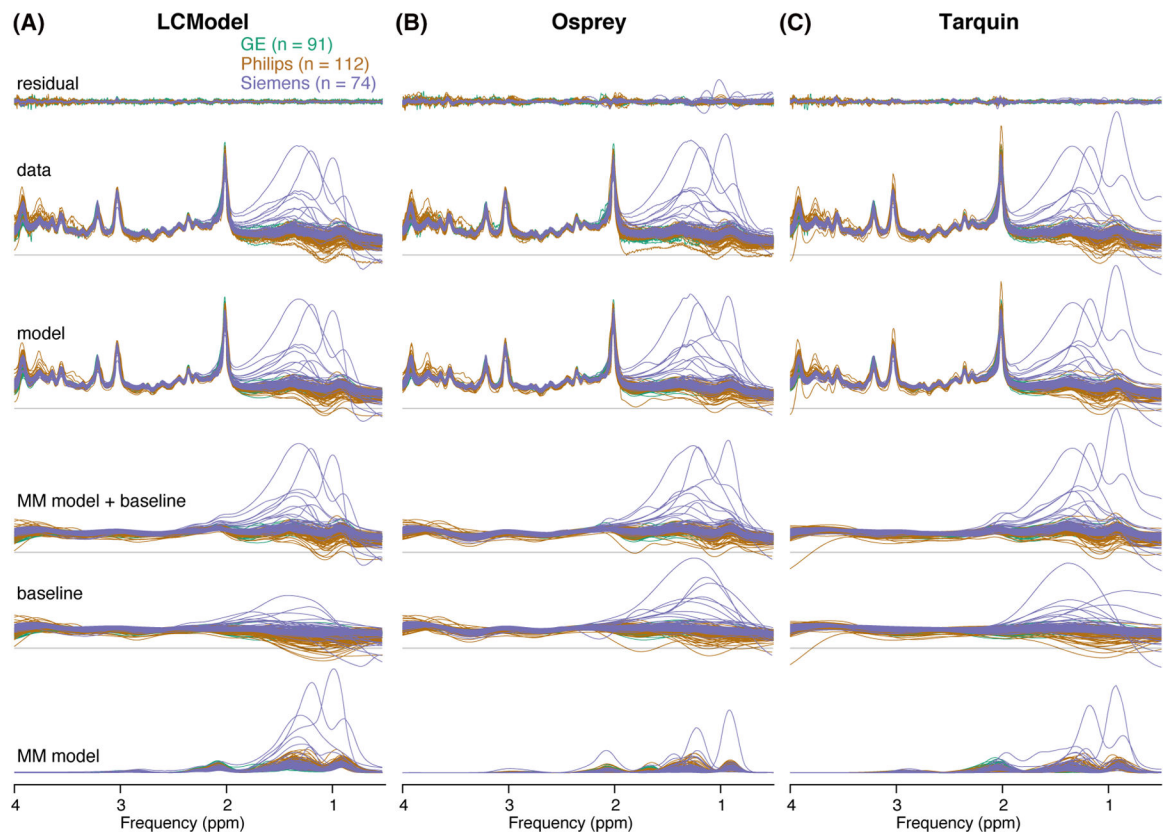 (A) LCModel (B) Osprey (C) Tarquin
GE (n = 91)
Philips (n = 112)
Siemens (n = 74)
residual
data
model
MM model + baseline
baseline
MM model
4 3 2 1 4 3 2 1 4 3 2 1
Frequency (ppm) Frequency (ppm) Frequency (ppm)